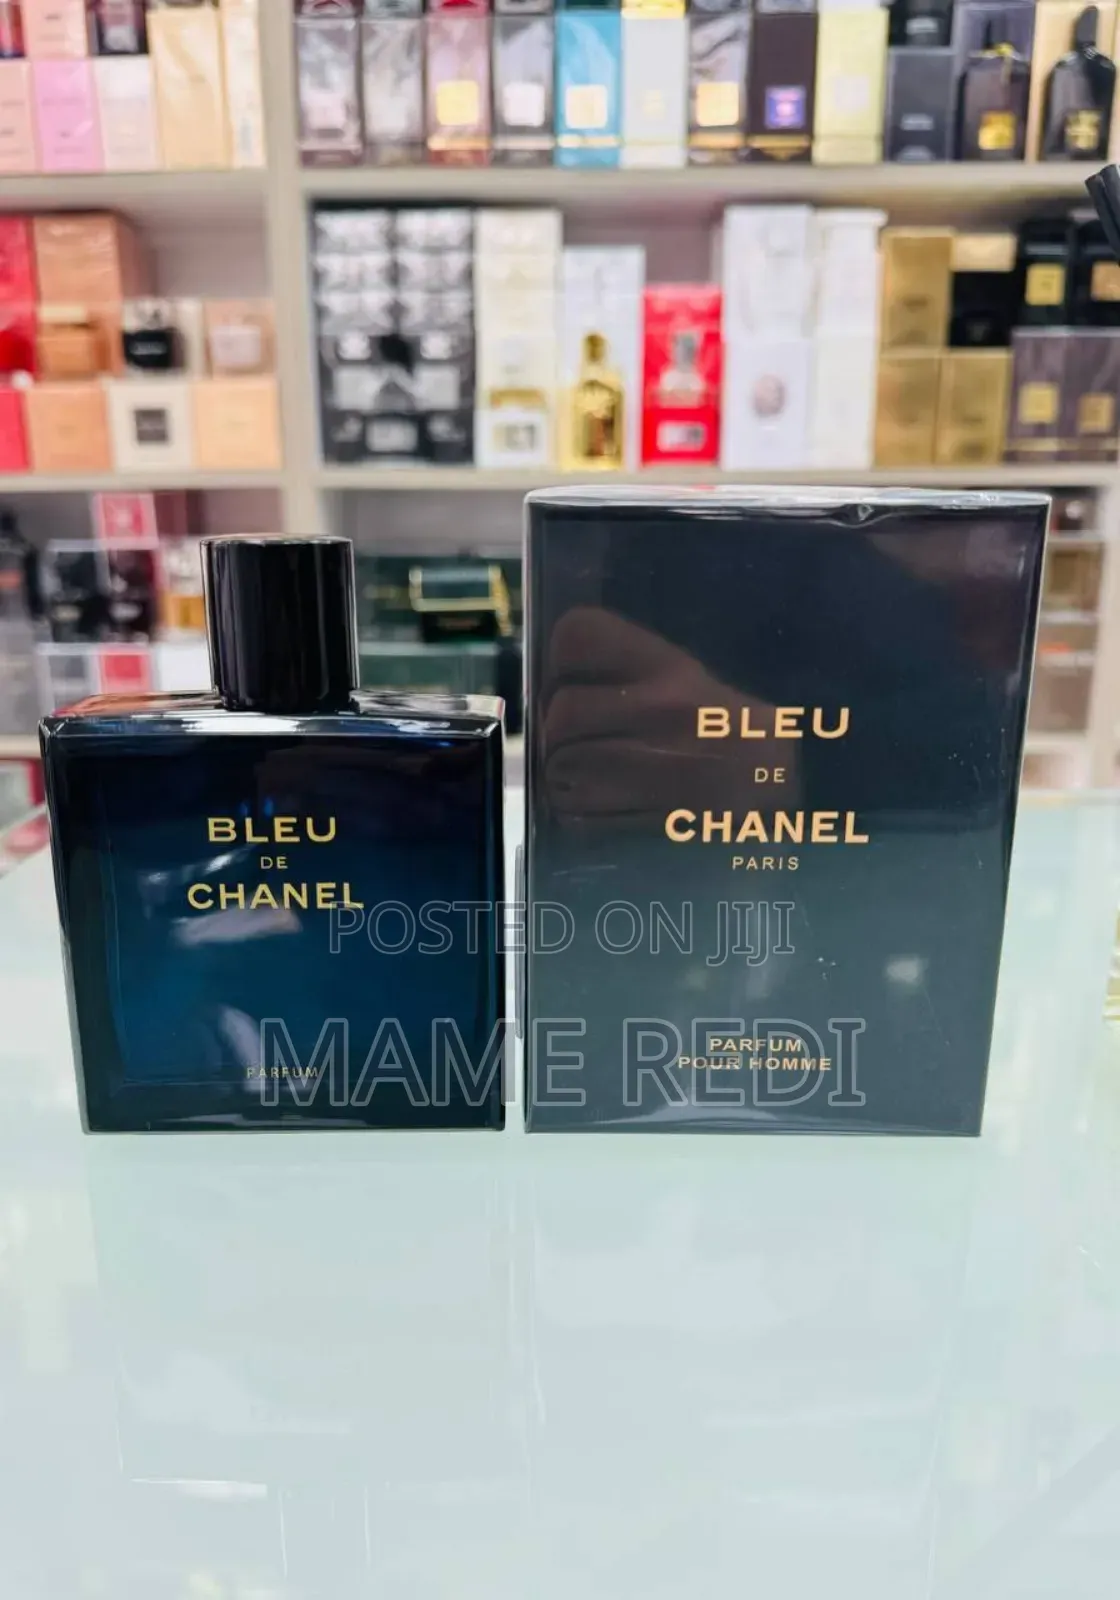 BLEU
DE
CHANEL
PARFUM
BLEU
DE
CHANEL
PARIS
PARFUM
POUR HOMME
POSTED ON JIJI
MAME REDI